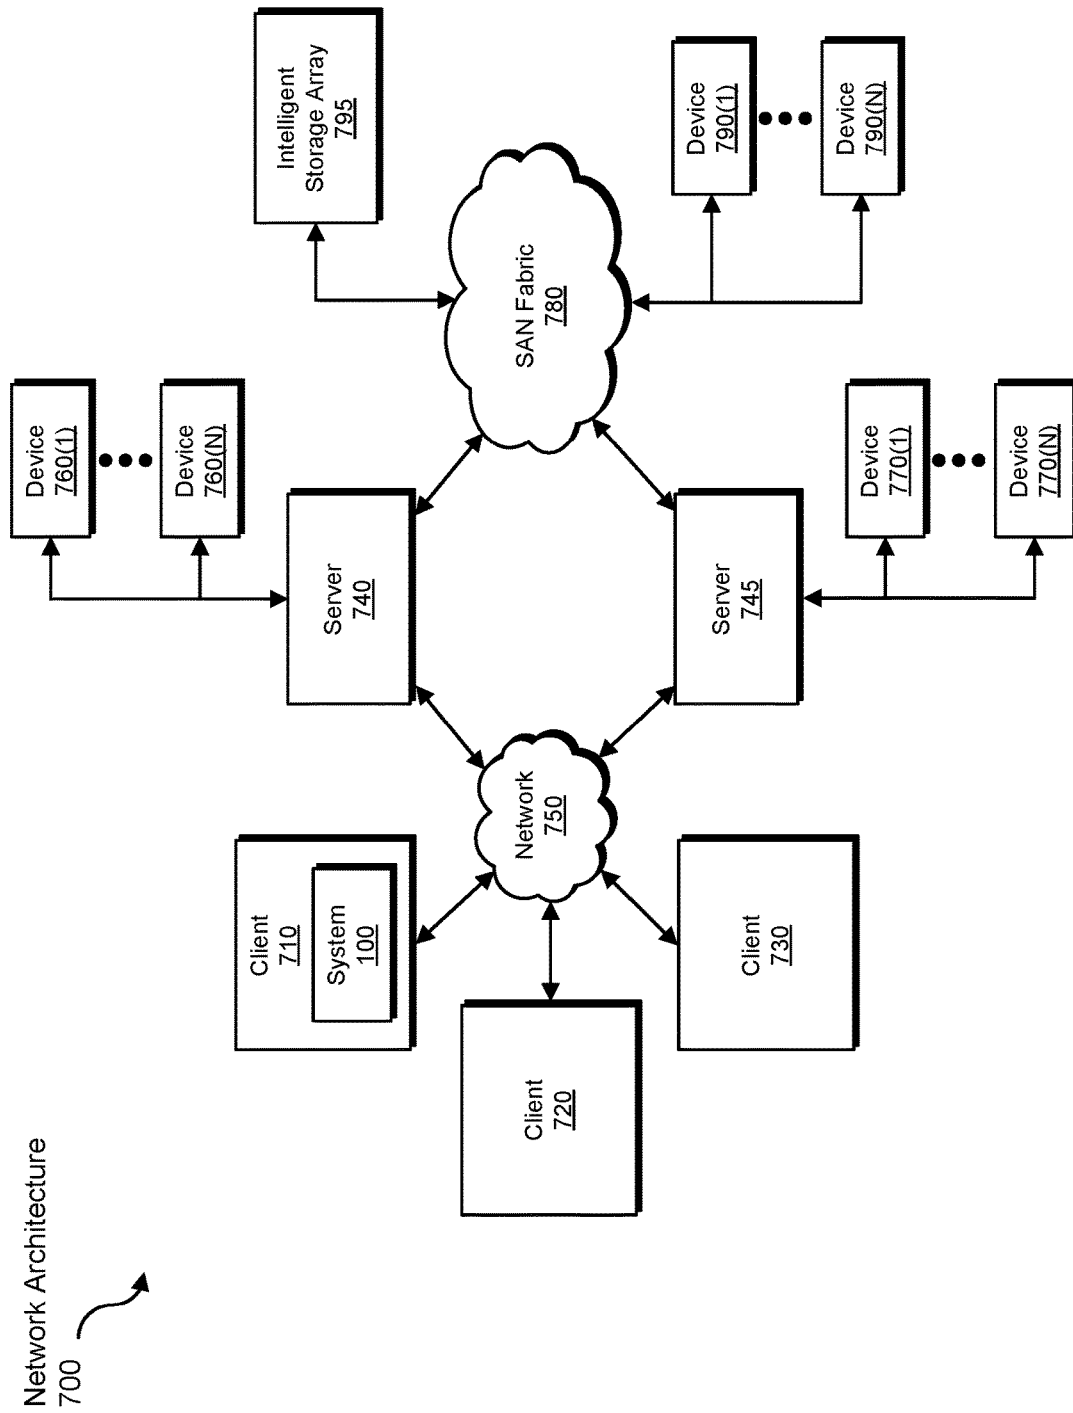 Network Architecture
700
Client
710
System
100
Client
720
Client
730
Network
750
Server
740
Server
745
Device
760(1)
Device
760(N)
Device
770(1)
Device
770(N)
SAN Fabric
780
Intelligent
Storage Array
795
Device
790(1)
Device
790(N)